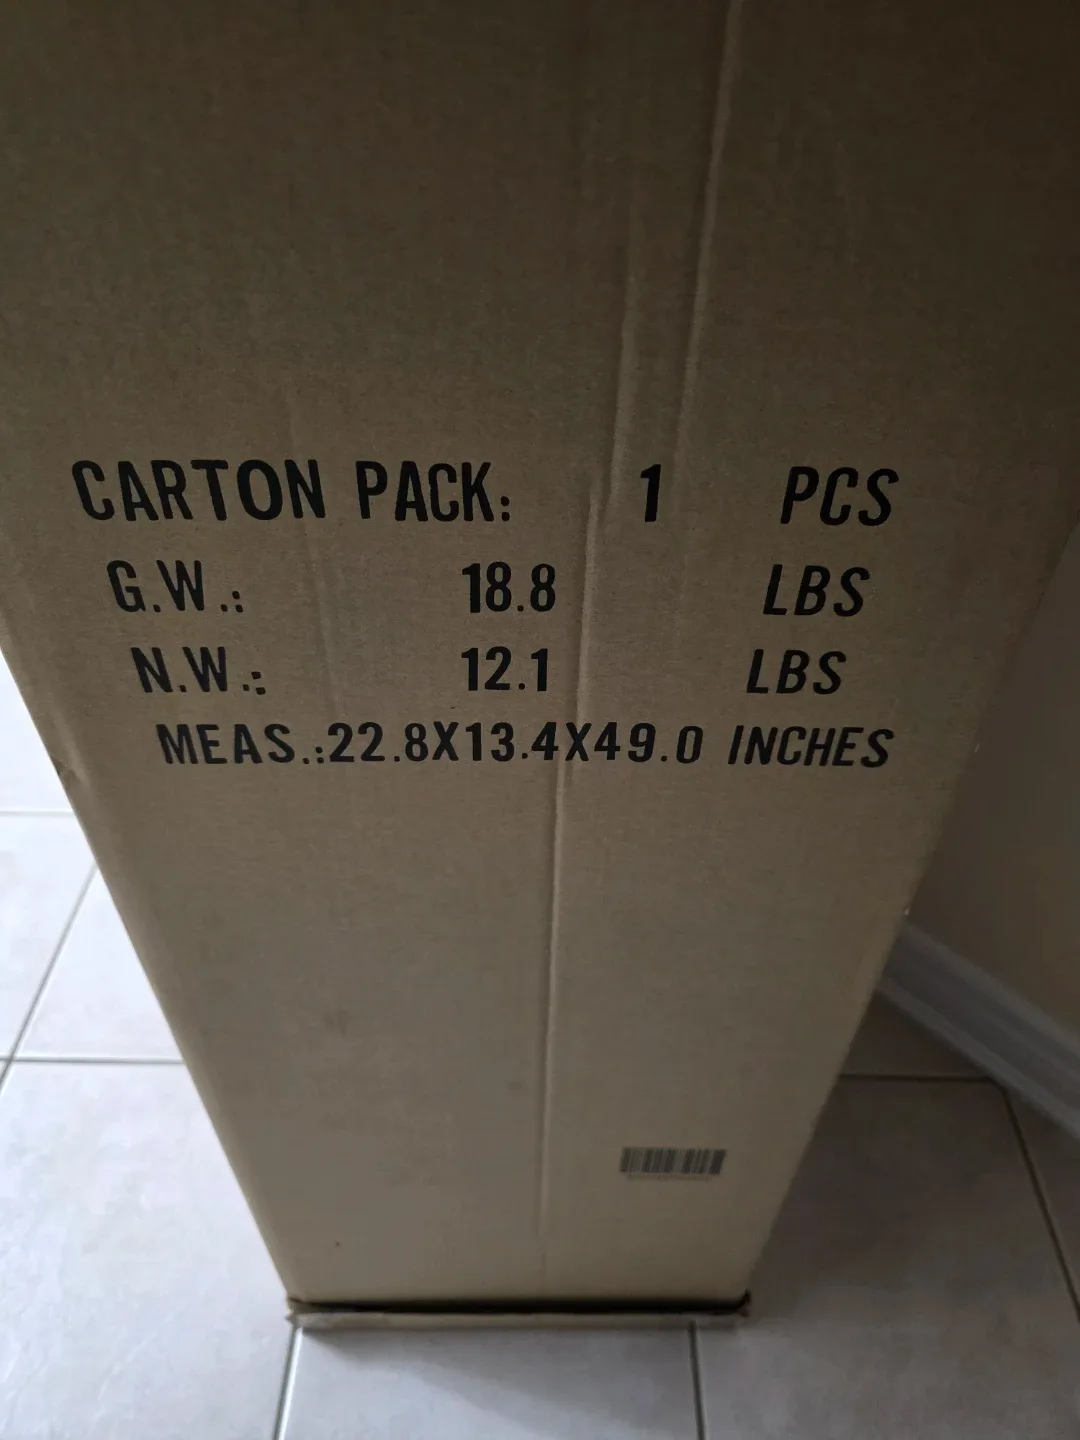 CARTON PACK: 1 PCS
G.W.: 18.8 LBS
N.W.: 12.1 LBS
MEAS.:22.8X13.4X49.0 INCHES